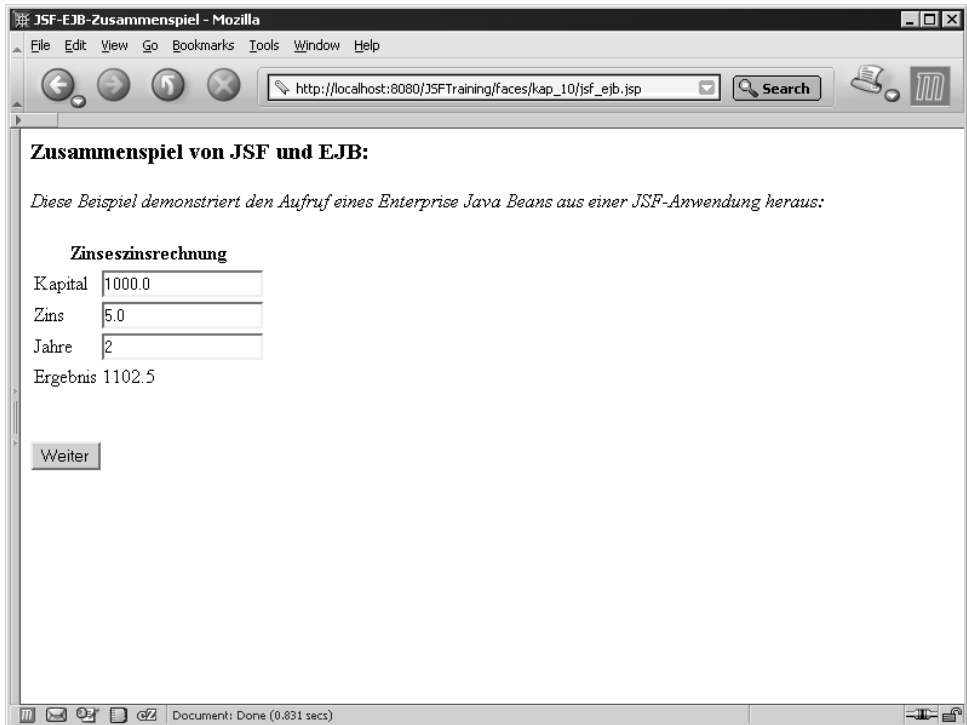 JSF-EJB-Zusammenspiel - Mozilla
File Edit View Go Bookmarks Tools Window Help
http://localhost:8080/JSFTraining/faces/kap_10/jsf_ejb.jsp Search
Zusammenspiel von JSF und EJB:
Diese Beispiel demonstriert den Aufruf eines Enterprise Java Beans aus einer JSF-Anwendung heraus:
Zinseszinsrechnung
Kapital 1000.0
Zins 5.0
Jahre 2
Ergebnis 1102.5
Weiter
Document: Done (0.831 secs)